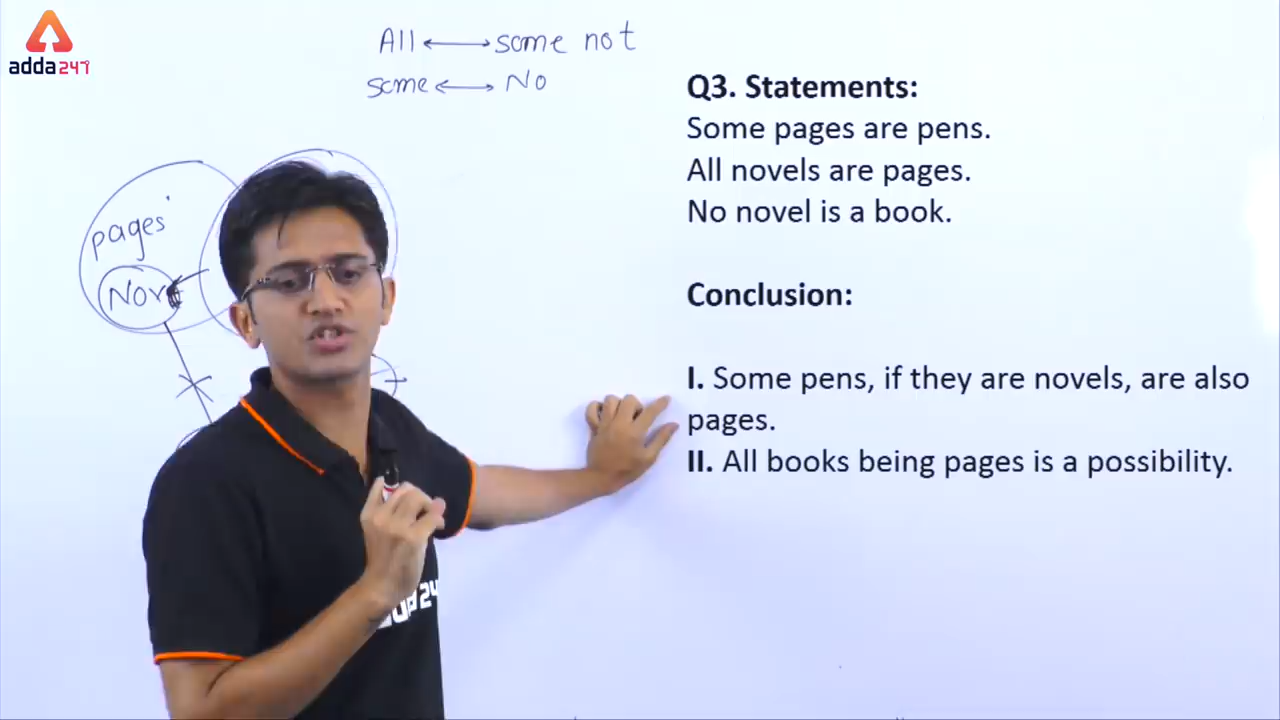 adda247
All ⟷ some not
some ⟷ No
pages
Nov
Q3. Statements:
Some pages are pens.
All novels are pages.
No novel is a book.
Conclusion:
I. Some pens, if they are novels, are also
pages.
II. All books being pages is a possibility.